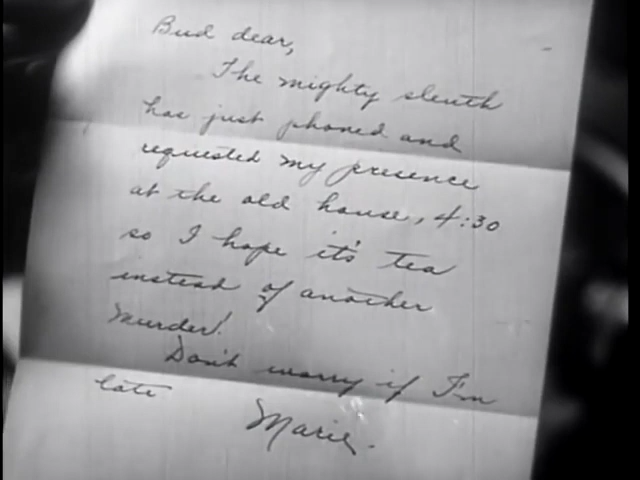 Bud dear,
The mighty sleuth
has just phoned and
requested my presence
at the old house, 4:30
so I hope it's tea
instead of another
murder!
Don't worry if I'm
late
Marie.